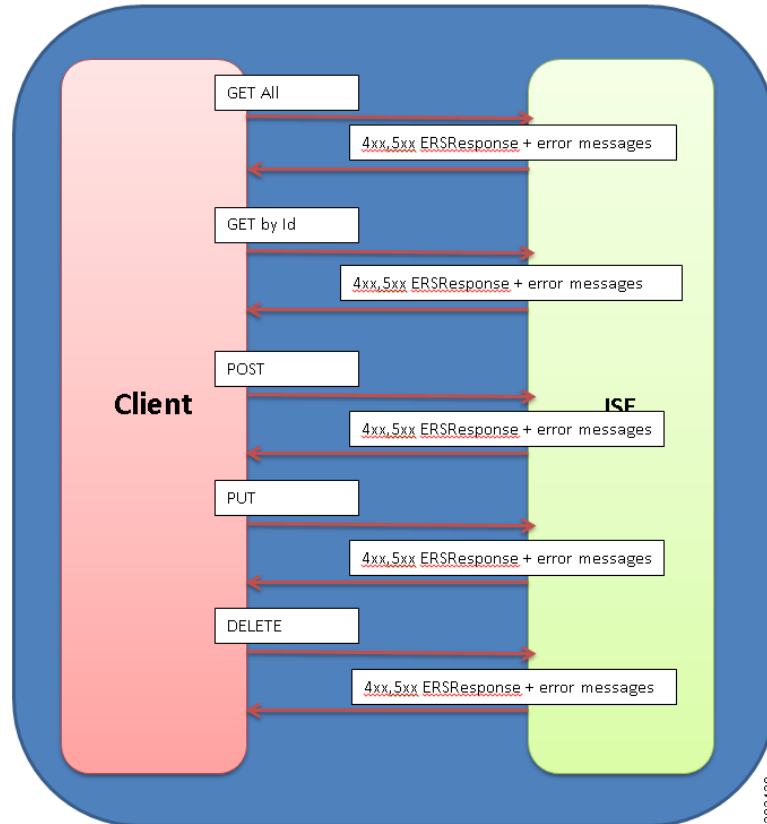 GET All
4xx,5xx ERSResponse + error messages
GET by Id
4xx,5xx ERSResponse + error messages
POST
Client
4xx,5xx ERSResponse + error messages
PUT
4xx,5xx ERSResponse + error messages
DELETE
4xx,5xx ERSResponse + error messages